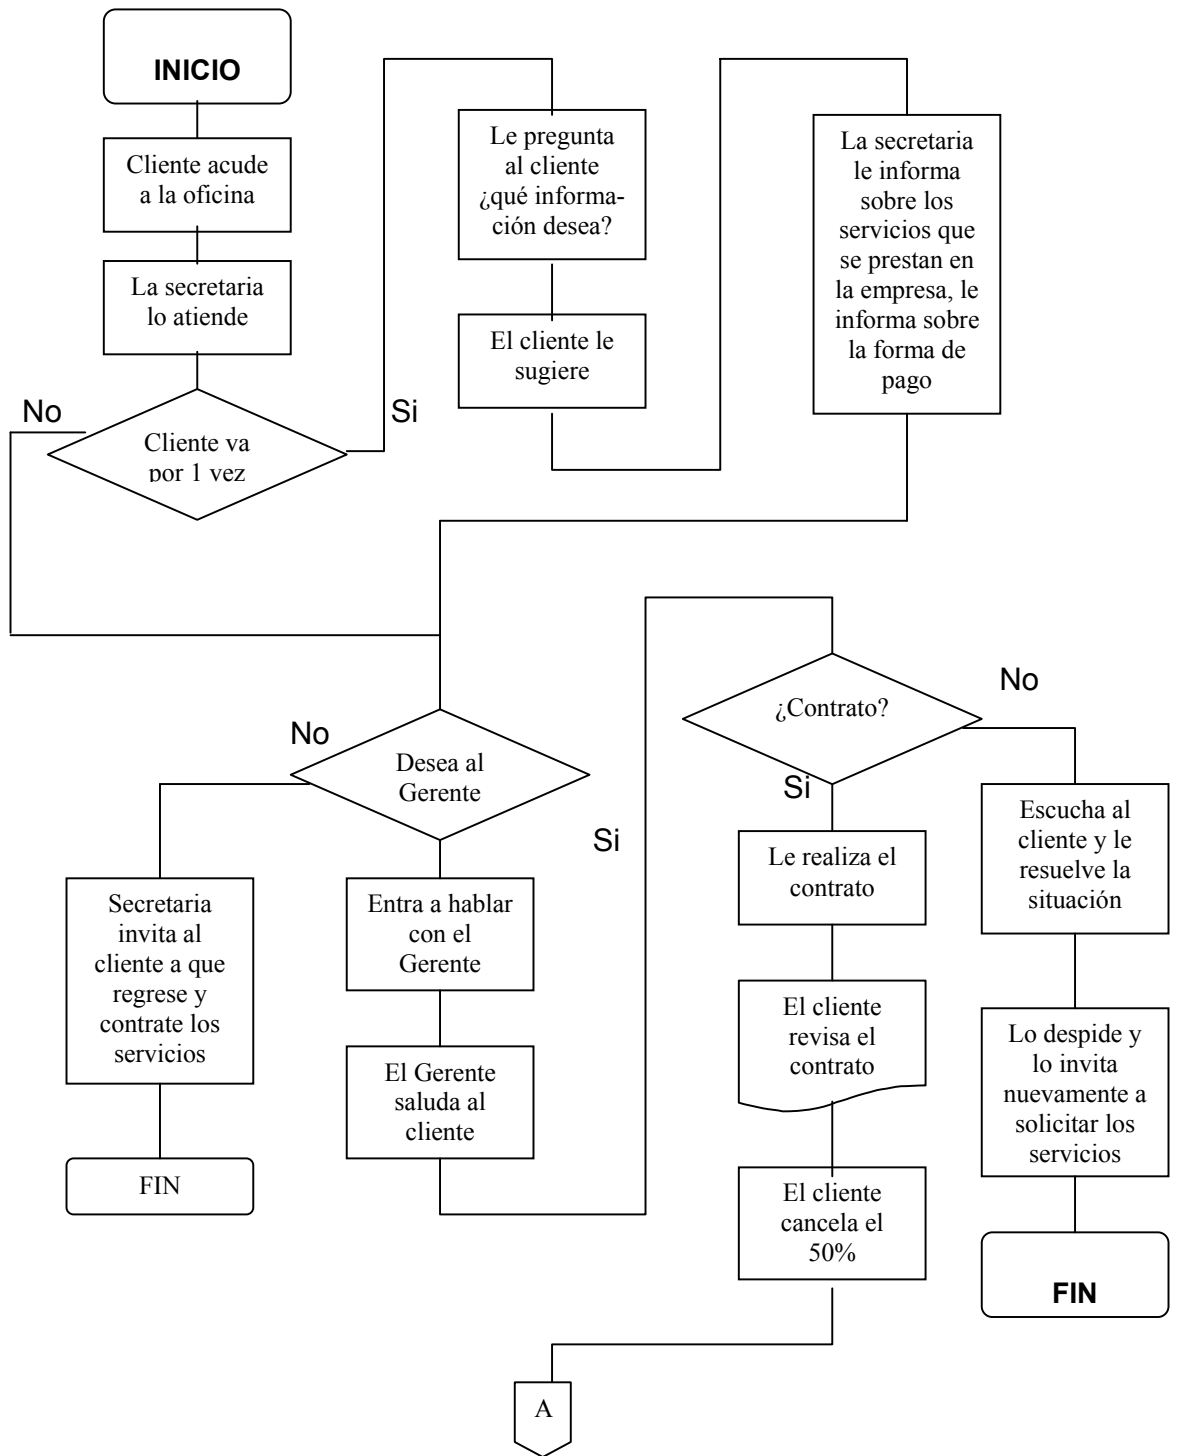 INICIO
Cliente acude
a la oficina
La secretaria
lo atiende
No
Cliente va
por 1 vez
Si
Le pregunta
al cliente
¿qué informa-
ción desea?
El cliente le
sugiere
La secretaria
le informa
sobre los
servicios que
se prestan en
la empresa, le
informa sobre
la forma de
pago
Desea al
Gerente
No
Secretaria
invita al
cliente a que
regrese y
contrate los
servicios
FIN
Si
Entra a hablar
con el
Gerente
El Gerente
saluda al
cliente
¿Contrato?
Si
Le realiza el
contrato
El cliente
revisa el
contrato
El cliente
cancela el
50%
A
No
Escucha al
cliente y le
resuelve la
situación
Lo despide y
lo invita
nuevamente a
solicitar los
servicios
FIN